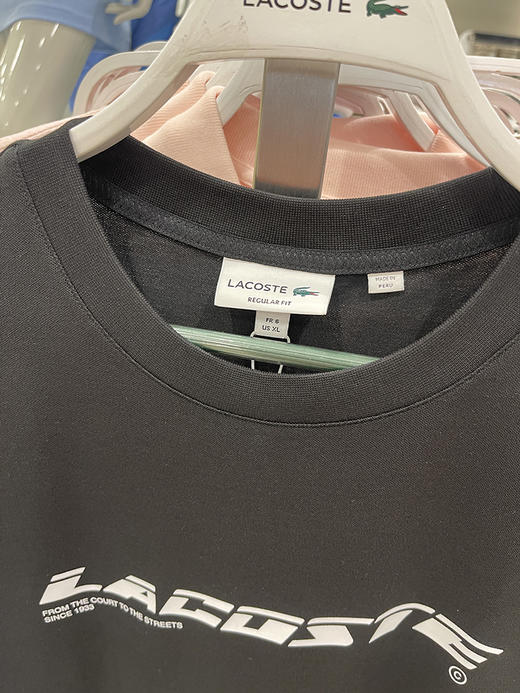 LACOSTE
LACOSTE
REGULAR FIT
MADE IN
PERU
FR 6
US XL
LACOSTE
FROM THE COURT TO THE STREETS
SINCE 1933
®